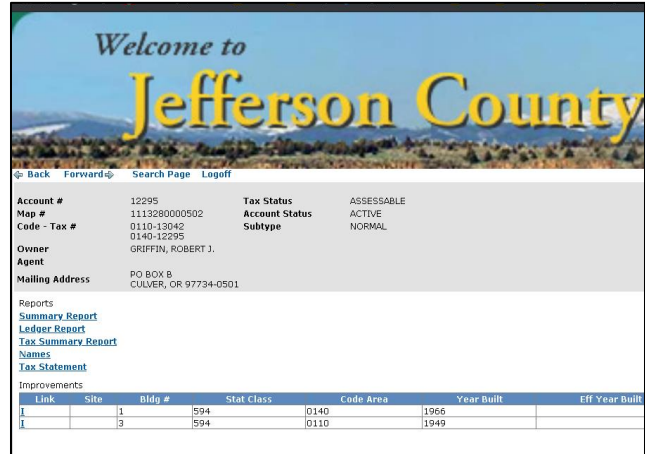 Welcome to
Jefferson County
Back Forward Search Page Logoff
Account # 12295 Tax Status ASSESSABLE
Map # 1113280000502 Account Status ACTIVE
Code - Tax # 0110-13042 Subtype NORMAL
0140-12295
Owner GRIFFIN, ROBERT J.
Agent
Mailing Address PO BOX B
CULVER, OR 97734-0501
Reports
Summary Report
Ledger Report
Tax Summary Report
Names
Tax Statement
Improvements
Link Site Bldg # Stat Class Code Area Year Built Eff Year Built
I 1 594 0140 1966
I 3 594 0110 1949